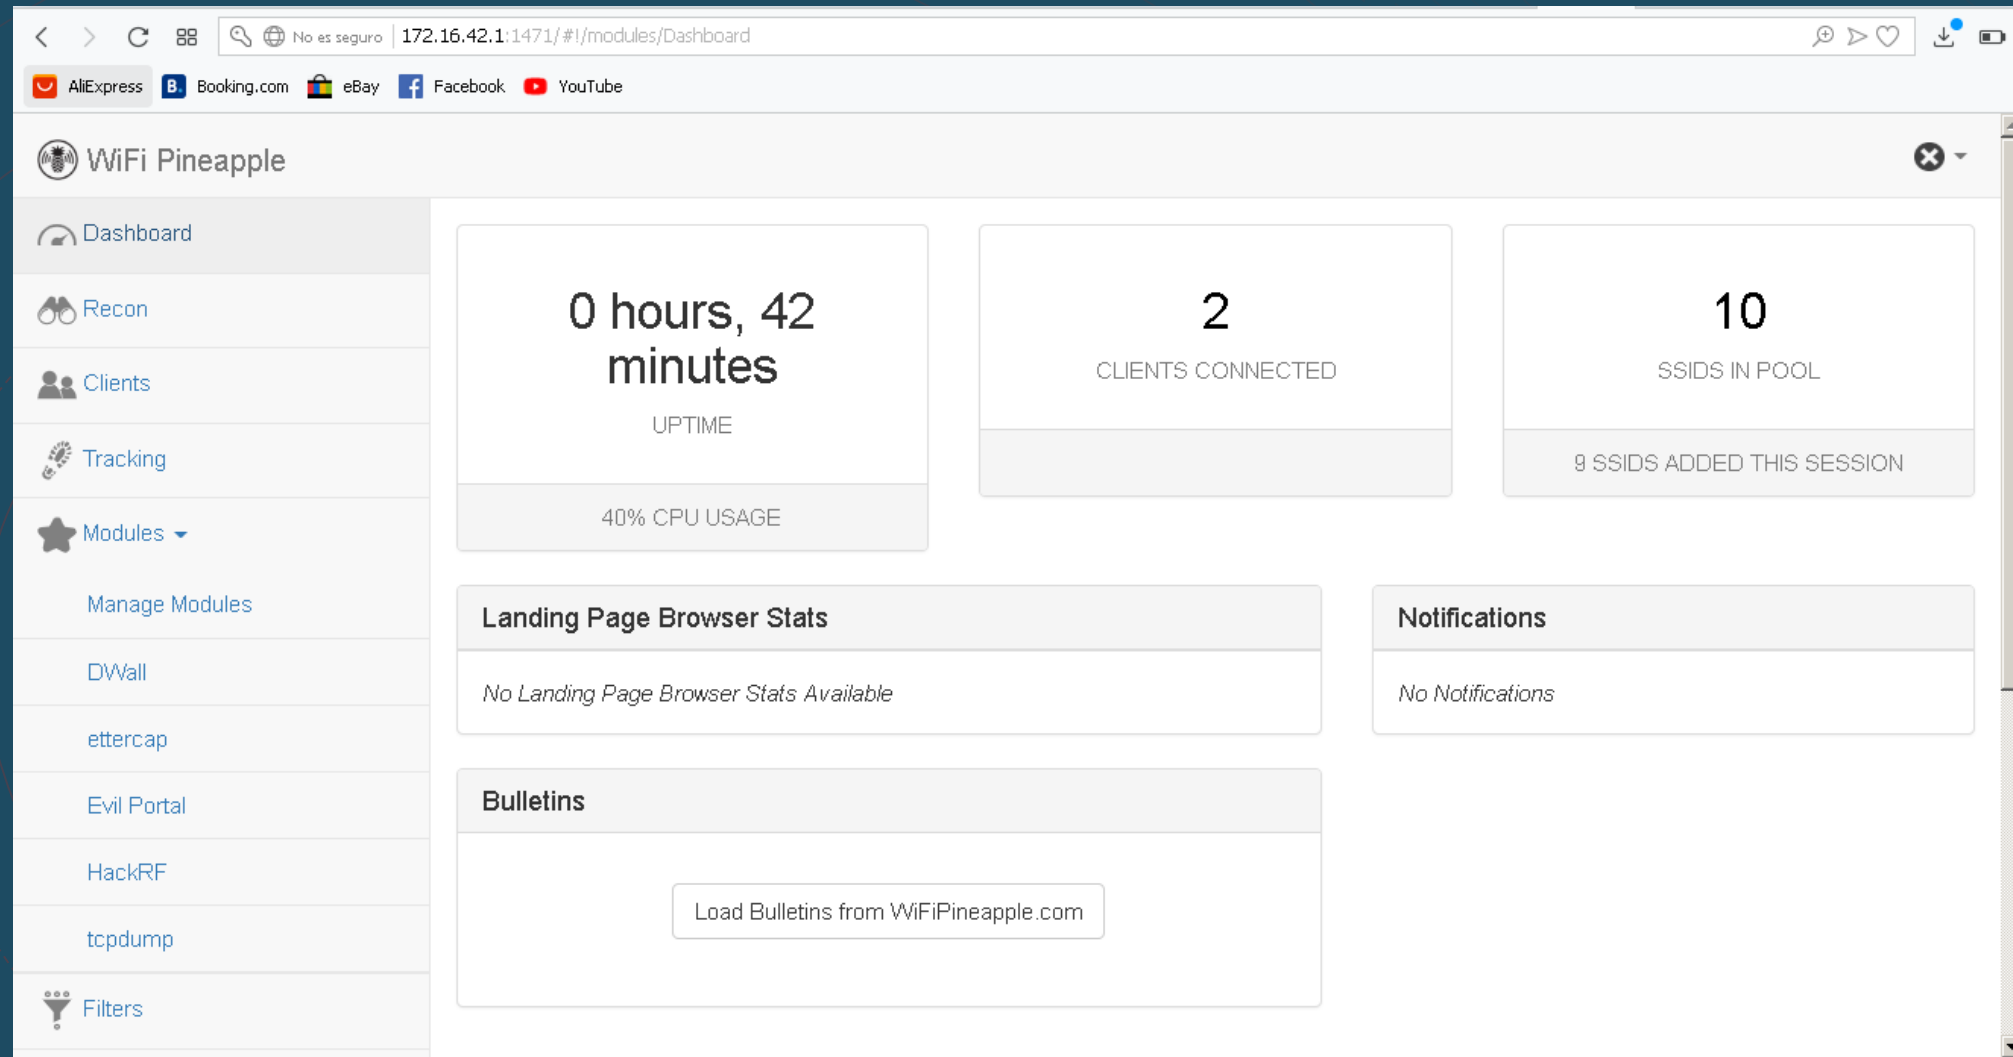 No es seguro 172.16.42.1:1471/#!/modules/Dashboard
AliExpress B. Booking.com eBay Facebook YouTube
WiFi Pineapple
Dashboard
Recon
Clients
Tracking
Modules
Manage Modules
DWall
ettercap
Evil Portal
HackRF
tcpdump
Filters
0 hours, 42
minutes
UPTIME
40% CPU USAGE
2
CLIENTS CONNECTED
10
SSIDS IN POOL
9 SSIDS ADDED THIS SESSION
Landing Page Browser Stats
No Landing Page Browser Stats Available
Notifications
No Notifications
Bulletins
Load Bulletins from WiFiPineapple.com